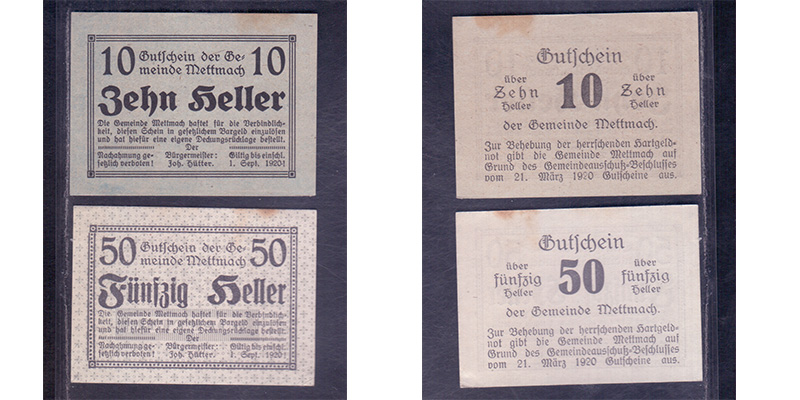 10 Gutschein der Ge- 10
meinde Mettmach
Zehn Heller
Die Gemeinde Mettmach haftet für die Verbindlich-
keit, diesen Schein in gesetzlichem Bargeld einzulösen
und hat hiefür eine eigene Deckungsrücklage bestellt.
Der
Nachahmung ge- Bürgermeister: Gültig bis einschl.
setzlich verboten! Joh. Hütter. 1. Sept. 1920!
50 Gutschein der Ge- 50
meinde Mettmach
Fünfzig Heller
Die Gemeinde Mettmach haftet für die Verbindlich-
keit, diesen Schein in gesetzlichem Bargeld einzulösen
und hat hiefür eine eigene Deckungsrücklage bestellt.
Der
Nachahmung ge- Bürgermeister: Gültig bis einschl.
setzlich verboten! Joh. Hütter. 1. Sept. 1920!
Gutschein
über 10 über
Zehn Zehn
Heller Heller
der Gemeinde Mettmach.
Zur Behebung der herrschenden Hartgeld-
not gibt die Gemeinde Mettmach auf
Grund des Gemeindeausschuß-Beschlusses
vom 21. März 1920 Gutscheine aus.
Gutschein
über 50 über
fünfzig fünfzig
Heller Heller
der Gemeinde Mettmach.
Zur Behebung der herrschenden Hartgeld-
not gibt die Gemeinde Mettmach auf
Grund des Gemeindeausschuß-Beschlusses
vom 21. März 1920 Gutscheine aus.